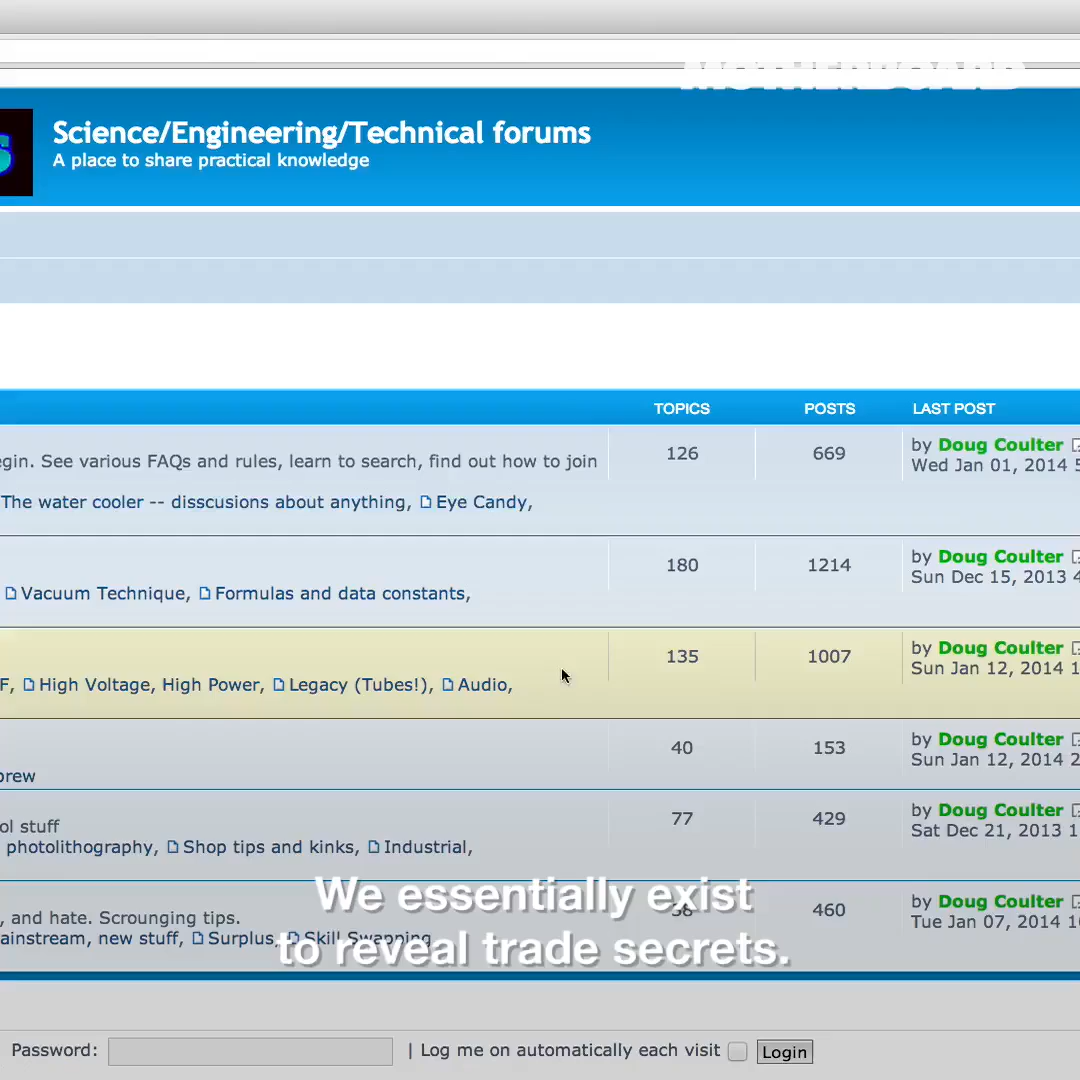 MOTHERBOARD
Science/Engineering/Technical forums
A place to share practical knowledge
TOPICS POSTS LAST POST
See various FAQs and rules, learn to search, find out how to join 126 669 by Doug Coulter
Wed Jan 01, 2014
The water cooler -- disscusions about anything, Eye Candy,
180 1214 by Doug Coulter
Sun Dec 15, 2013
Vacuum Technique, Formulas and data constants,
135 1007 by Doug Coulter
Sun Jan 12, 2014
High Voltage, High Power, Legacy (Tubes!), Audio,
40 153 by Doug Coulter
Sun Jan 12, 2014
77 429 by Doug Coulter
stuff Sat Dec 21, 2013
photolithography, Shop tips and kinks, Industrial,
460 by Doug Coulter
, and hate. Scrounging tips. Tue Jan 07, 2014
new stuff, Surplus, Skill Swapping
We essentially exist
to reveal trade secrets.
Password: | Log me on automatically each visit Login